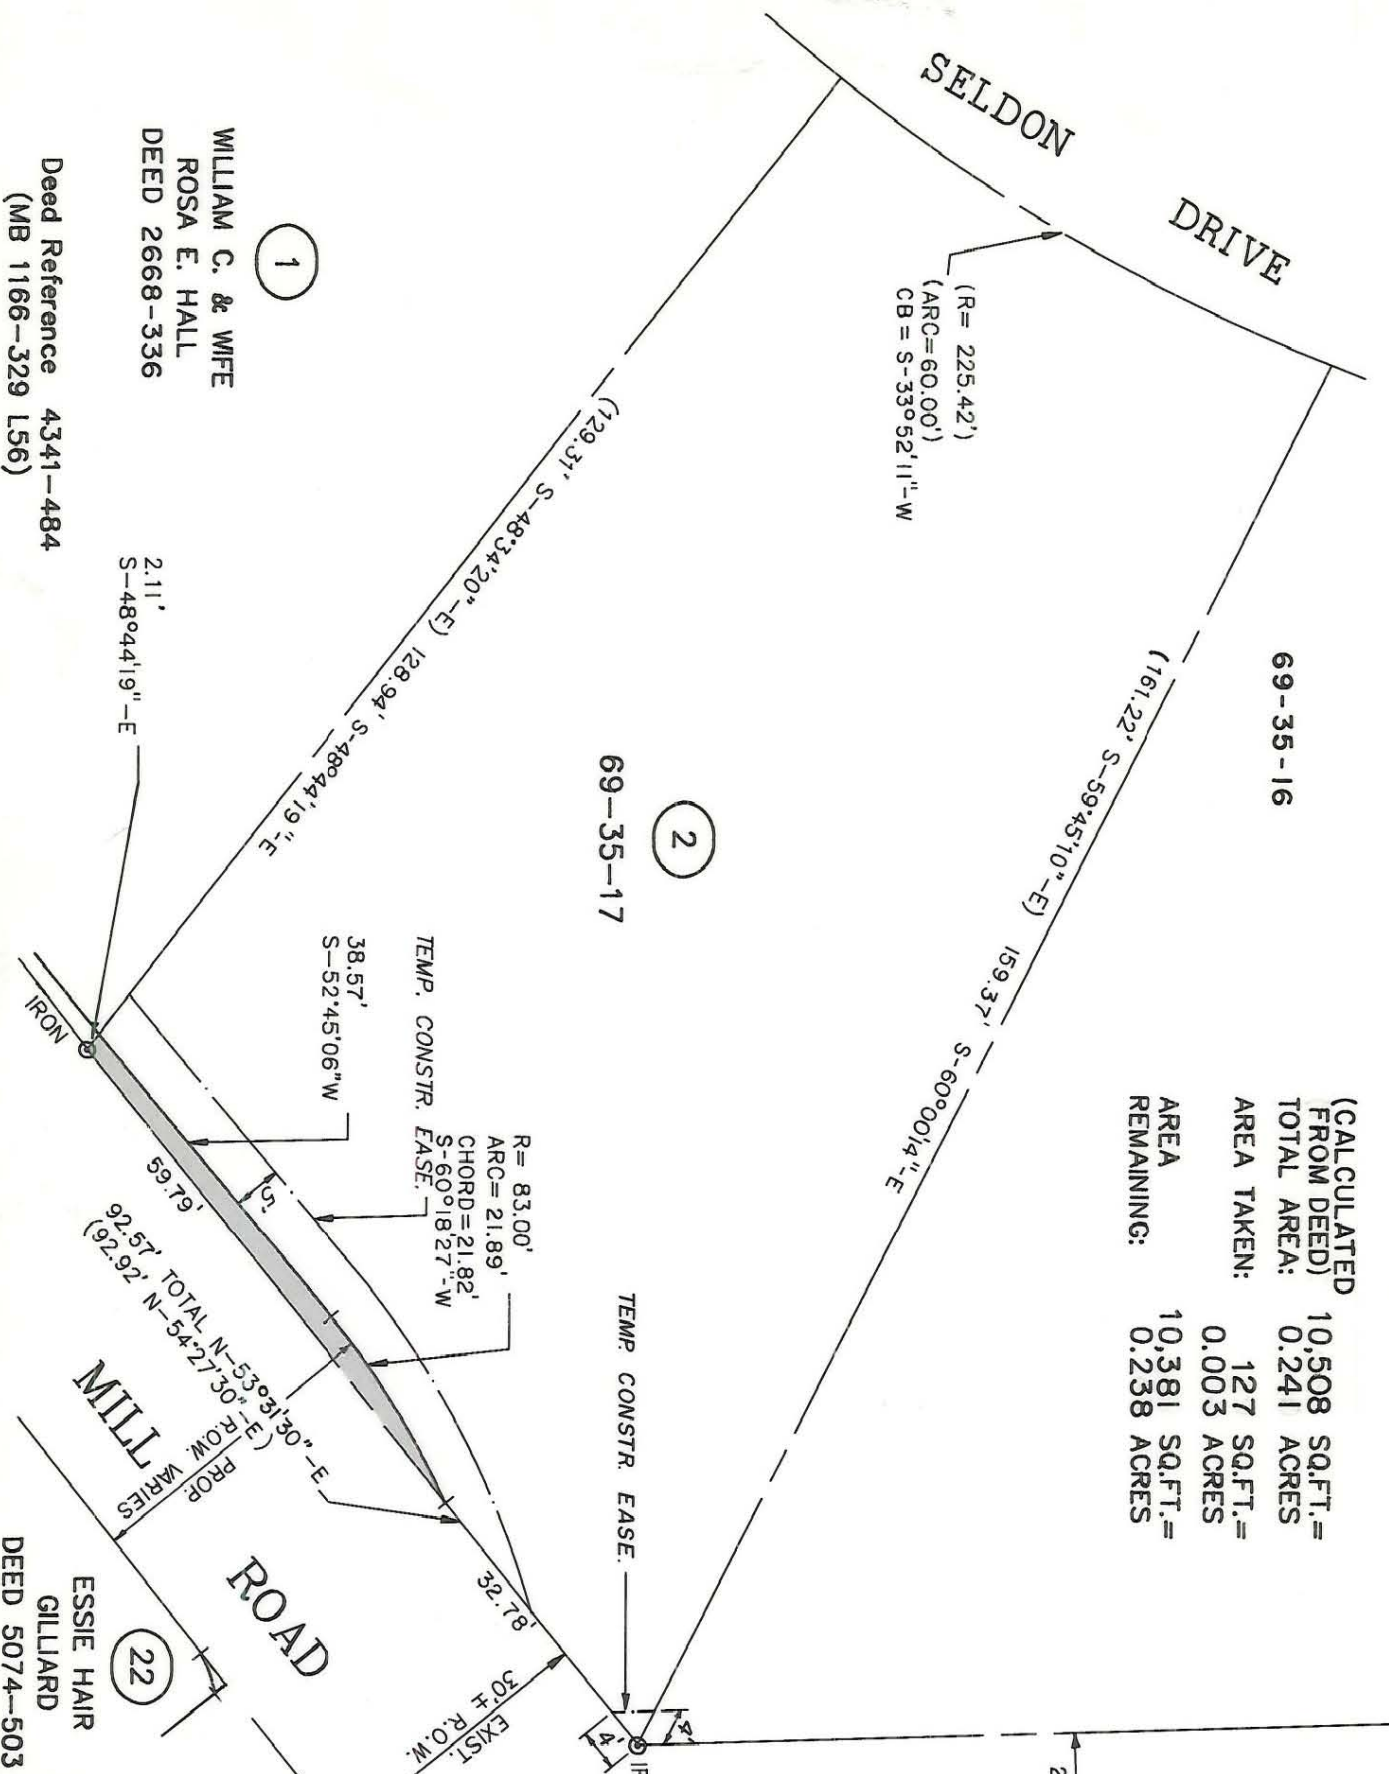 SELDON DRIVE
(R= 225.42')
(ARC=60.00')
CB= S-33°52'11"-W
69-35-16
(161.22' S-59°45'10"-E) 159.37' S-60°00'14"-E
(CALCULATED
FROM DEED)
TOTAL AREA: 10,508 SQ.FT.=
0.241 ACRES
AREA TAKEN: 127 SQ.FT.=
0.003 ACRES
AREA
REMAINING: 10,381 SQ.FT.=
0.238 ACRES
2
69-35-17
(129.31' S-48°34'20"-E) 128.94' S-48°44'19"-E
1
WILLIAM C. & WIFE
ROSA E. HALL
DEED 2668-336
Deed Reference 4341-484
(MB 1166-329 L56)
2.11'
S-48°44'19"-E
TEMP. CONSTR. EASE.
38.57'
S-52°45'06"W
R= 83.00'
ARC= 21.89'
CHORD=21.82'
S-60°18'27"-W
TEMP. CONSTR. EASE.
IRON
5'
59.79'
92.57' TOTAL N-53°31'30"-E
(92.92' N-54°27'30"-E)
PROP.
R.O.W. VARIES
MILL ROAD
32.78'
EXIST.
30'± R.O.W.
4'
4'
22
ESSIE HAIR
GILLIARD
DEED 5074-503